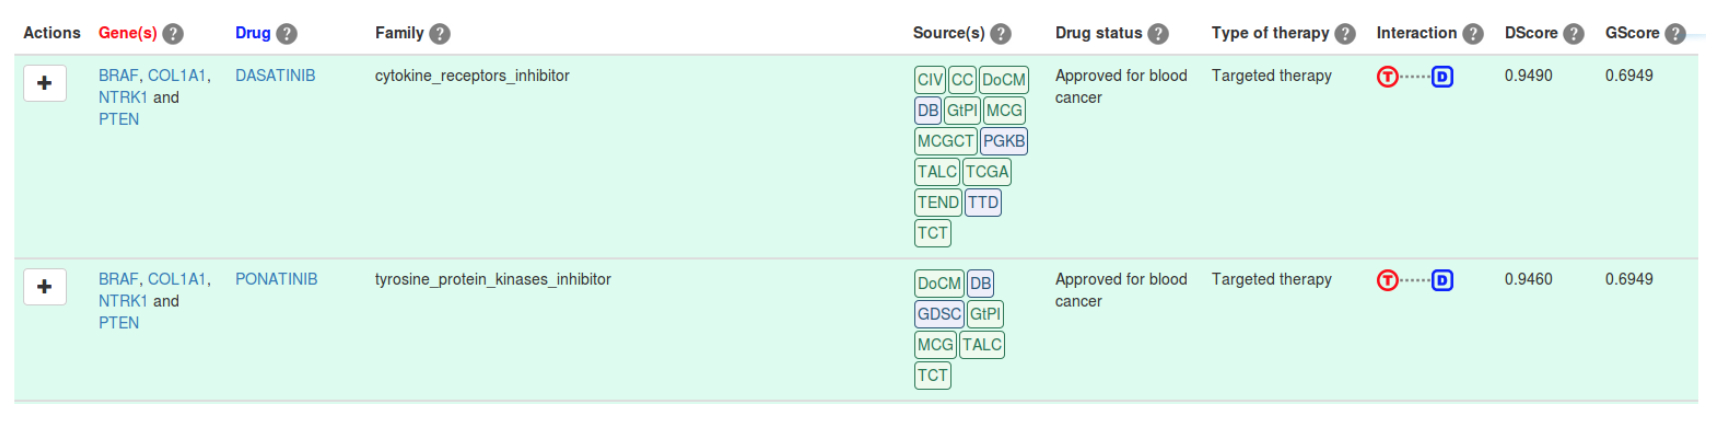 Actions Gene(s) ? Drug ? Family ? Source(s) ? Drug status ? Type of therapy ? Interaction ? DScore ? GScore ?
+ BRAF, COL1A1, DASATINIB cytokine_receptors_inhibitor CIV CC DoCM Approved for blood Targeted therapy T D 0.9490 0.6949
NTRK1 and cancer
PTEN DB GtPI MCG
MCGCT PGKB
TALC TCGA
TEND TTD
TCT
+ BRAF, COL1A1, PONATINIB tyrosine_protein_kinases_inhibitor DoCM DB Approved for blood Targeted therapy T D 0.9460 0.6949
NTRK1 and cancer
PTEN GDSC GtPI
MCG TALC
TCT